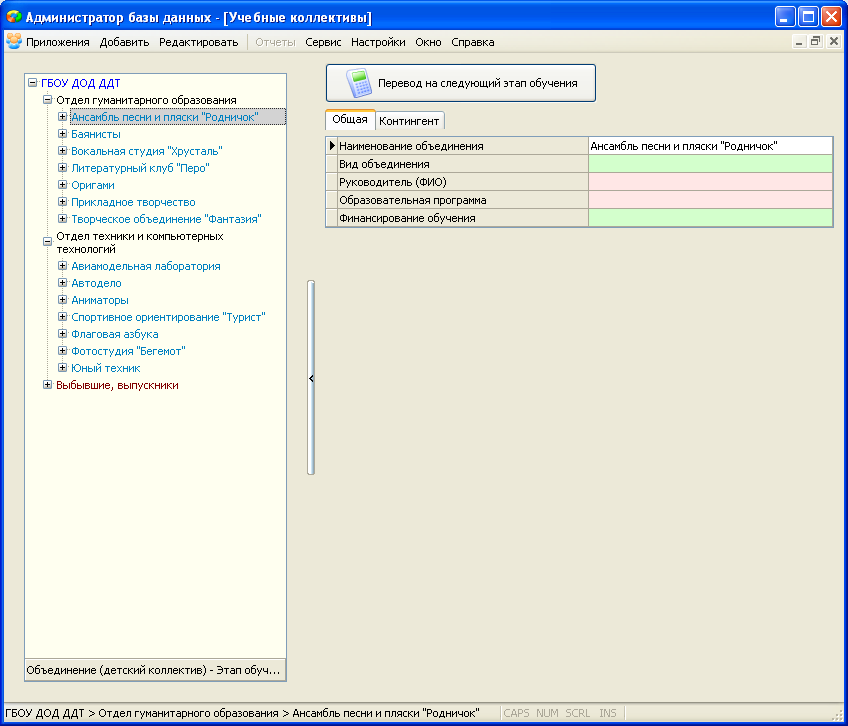 Администратор базы данных - [Учебные коллективы]
Приложения Добавить Редактировать Отчеты Сервис Настройки Окно Справка
ГБОУ ДОД ДДТ
Отдел гуманитарного образования
Ансамбль песни и пляски "Родничок"
Баянисты
Вокальная студия "Хрусталь"
Литературный клуб "Перо"
Оригами
Прикладное творчество
Творческое объединение "Фантазия"
Отдел техники и компьютерных
технологий
Авиамодельная лаборатория
Автодело
Аниматоры
Спортивное ориентирование "Турист"
Флаговая азбука
Фотостудия "Бегемот"
Юный техник
Выбывшие, выпускники
Объединение (детский коллектив) - Этап обуч...
Перевод на следующий этап обучения
Общая Контингент
Наименование объединения Ансамбль песни и пляски "Родничок"
Вид объединения
Руководитель (ФИО)
Образовательная программа
Финансирование обучения
ГБОУ ДОД ДДТ > Отдел гуманитарного образования > Ансамбль песни и пляски "Родничок" CAPS NUM SCRL INS